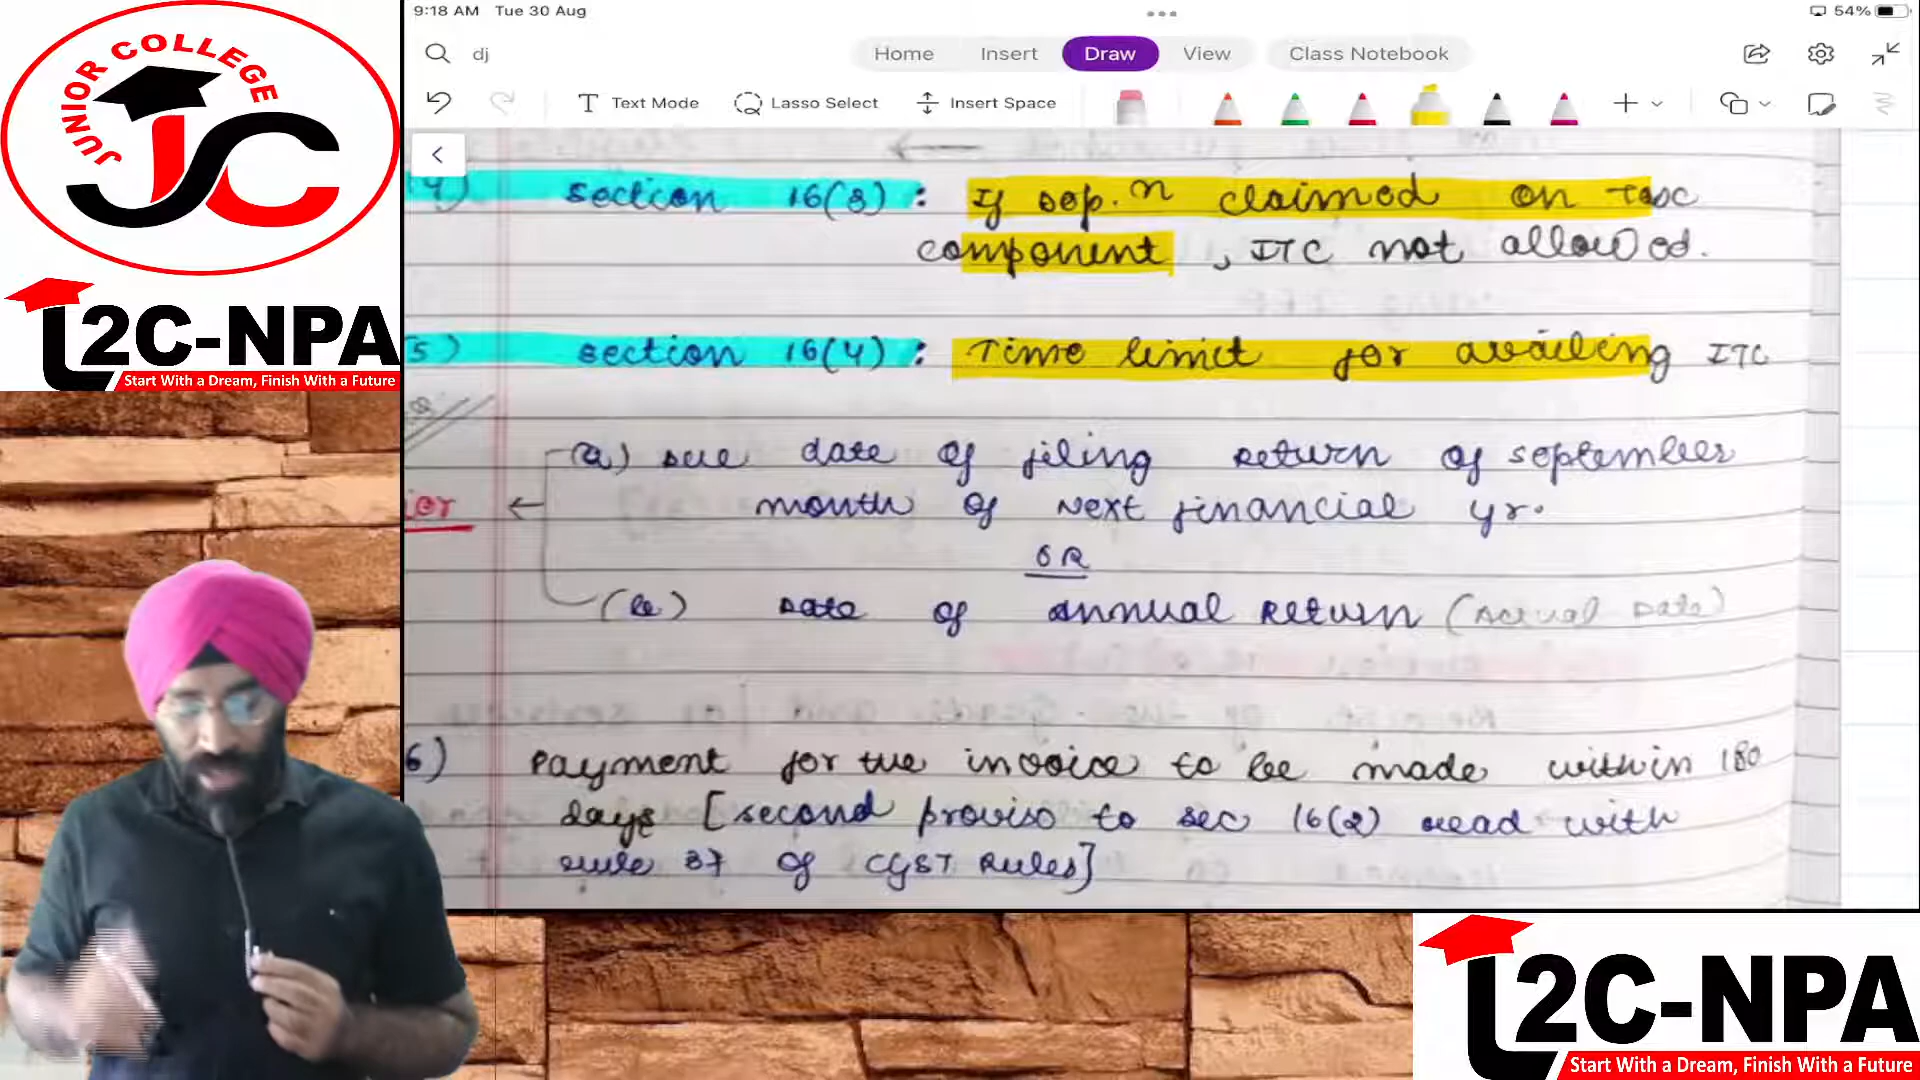 JUNIOR COLLEGE
JC
L2C-NPA
Start With a Dream, Finish With a Future
9:18 AM Tue 30 Aug
54%
dj
Home Insert Draw View Class Notebook
Text Mode Lasso Select Insert Space
4) section 16(3) : If dep.n claimed on Tax
component, ITC not allowed.
5) section 16(4) : Time limit for availing ITC
(a) due date of filing return of september
month of next financial yr.
OR
(b) Date of annual return (Actual Date)
6) Payment for the invoice to be made within 180
days [second proviso to sec 16(2) read with
rule 37 of CGST Rules]
L2C-NPA
Start With a Dream, Finish With a Future